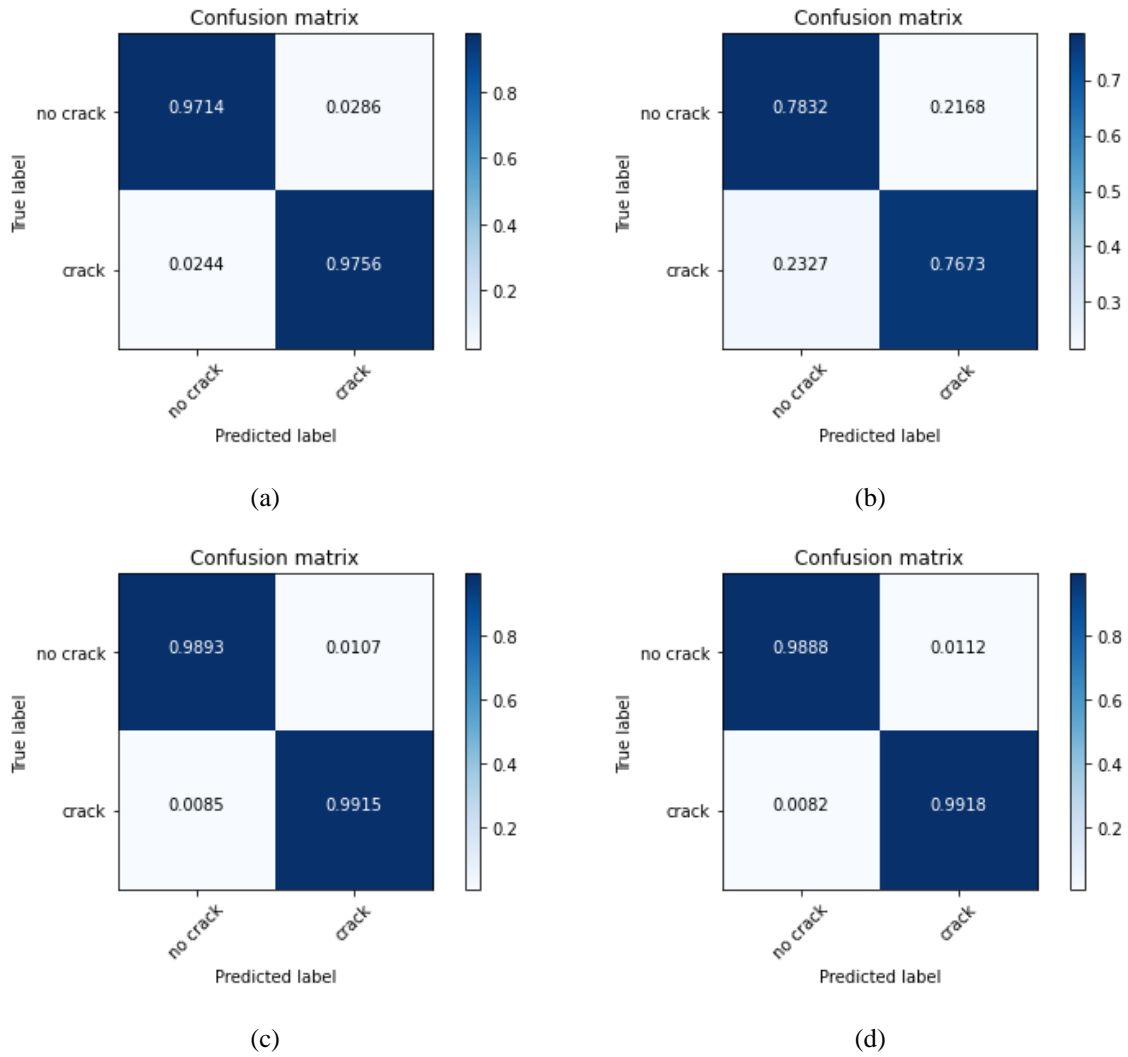 Confusion matrix
0.8
0.6
0.4
0.2
no crack
crack
True label
0.9714
0.0286
0.0244
0.9756
no crack
crack
Predicted label
(a)
Confusion matrix
0.7
0.6
0.5
0.4
0.3
no crack
crack
True label
0.7832
0.2168
0.2327
0.7673
no crack
crack
Predicted label
(b)
Confusion matrix
0.8
0.6
0.4
0.2
no crack
crack
True label
0.9893
0.0107
0.0085
0.9915
no crack
crack
Predicted label
(c)
Confusion matrix
0.8
0.6
0.4
0.2
no crack
crack
True label
0.9888
0.0112
0.0082
0.9918
no crack
crack
Predicted label
(d)